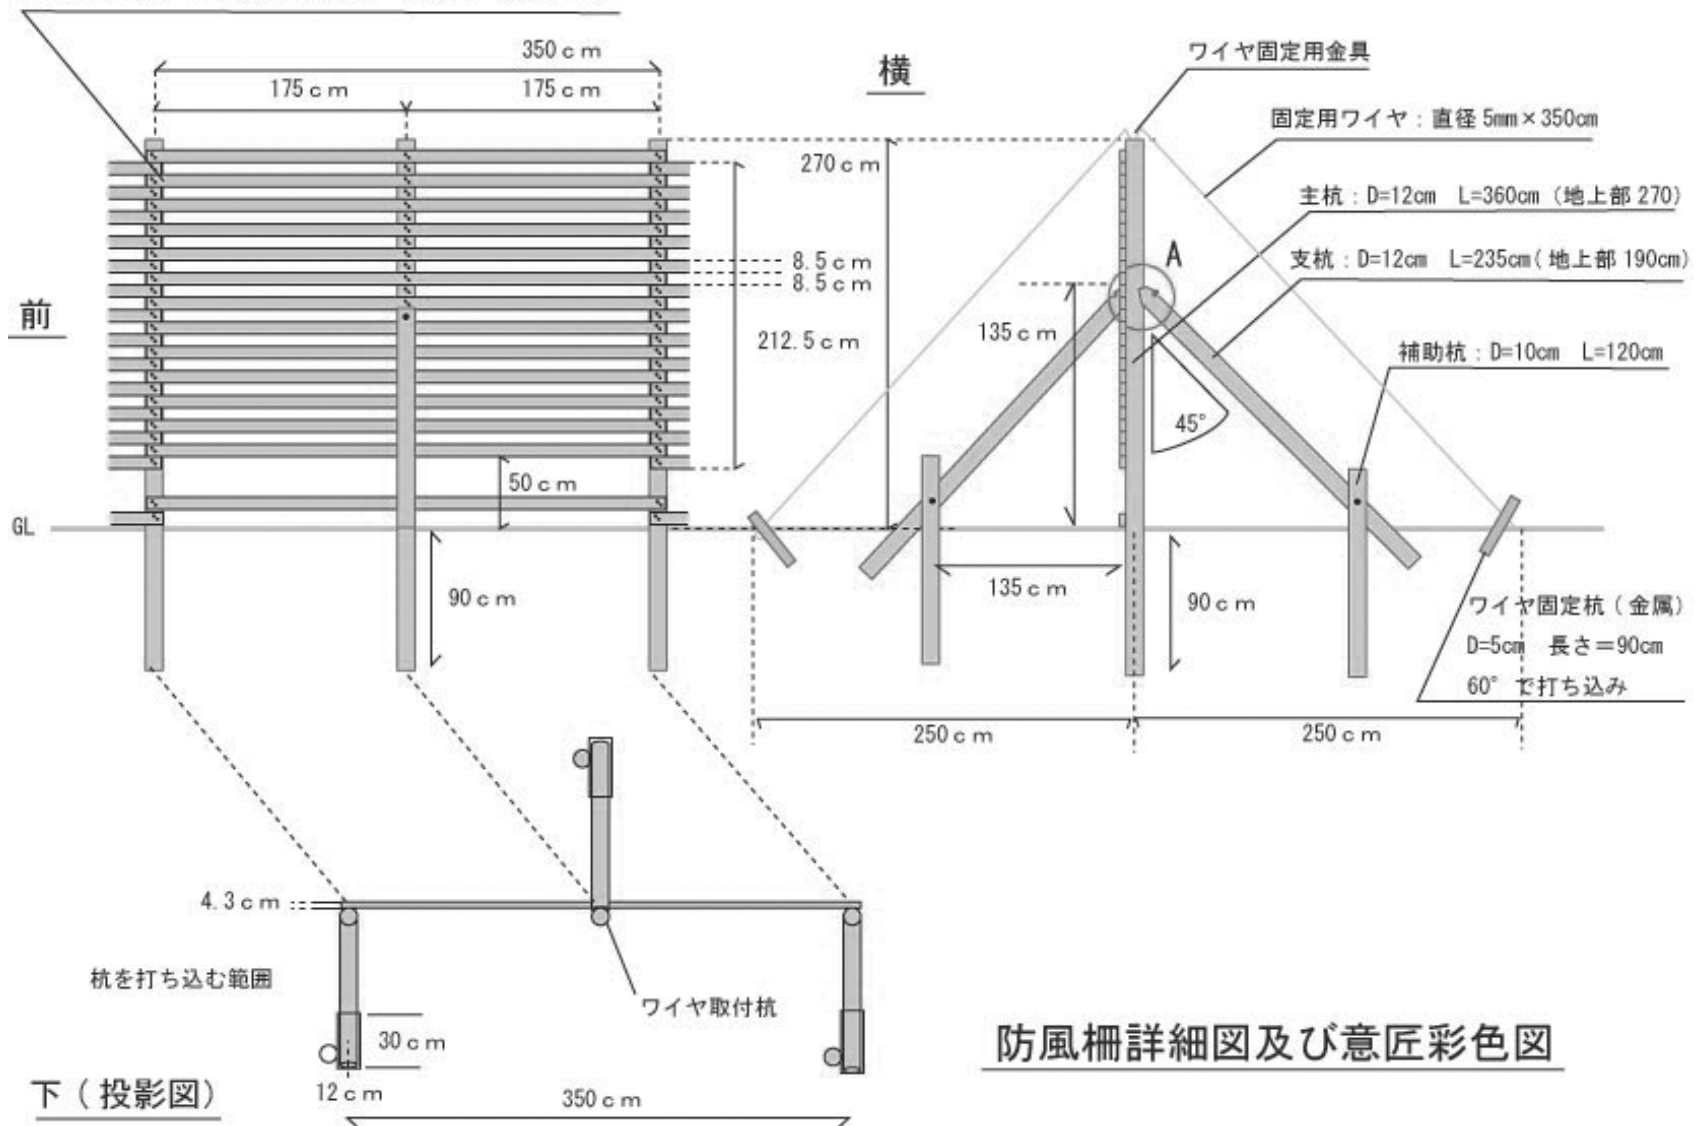 350cm
175cm
175cm
横
ワイヤ固定用金具
固定用ワイヤ：直径 5mm×350cm
270cm
主杭：D=12cm L=360cm（地上部 270）
A
支杭：D=12cm L=235cm（地上部 190cm）
8.5cm
8.5cm
前
135cm
212.5cm
補助杭：D=10cm L=120cm
45°
50cm
GL
90cm
135cm
90cm
ワイヤ固定杭（金属）
D=5cm 長さ＝90cm
60° で打ち込み
250cm
250cm
4.3cm
杭を打ち込む範囲
ワイヤ取付杭
30cm
防風柵詳細図及び意匠彩色図
下（投影図）
12cm
350cm